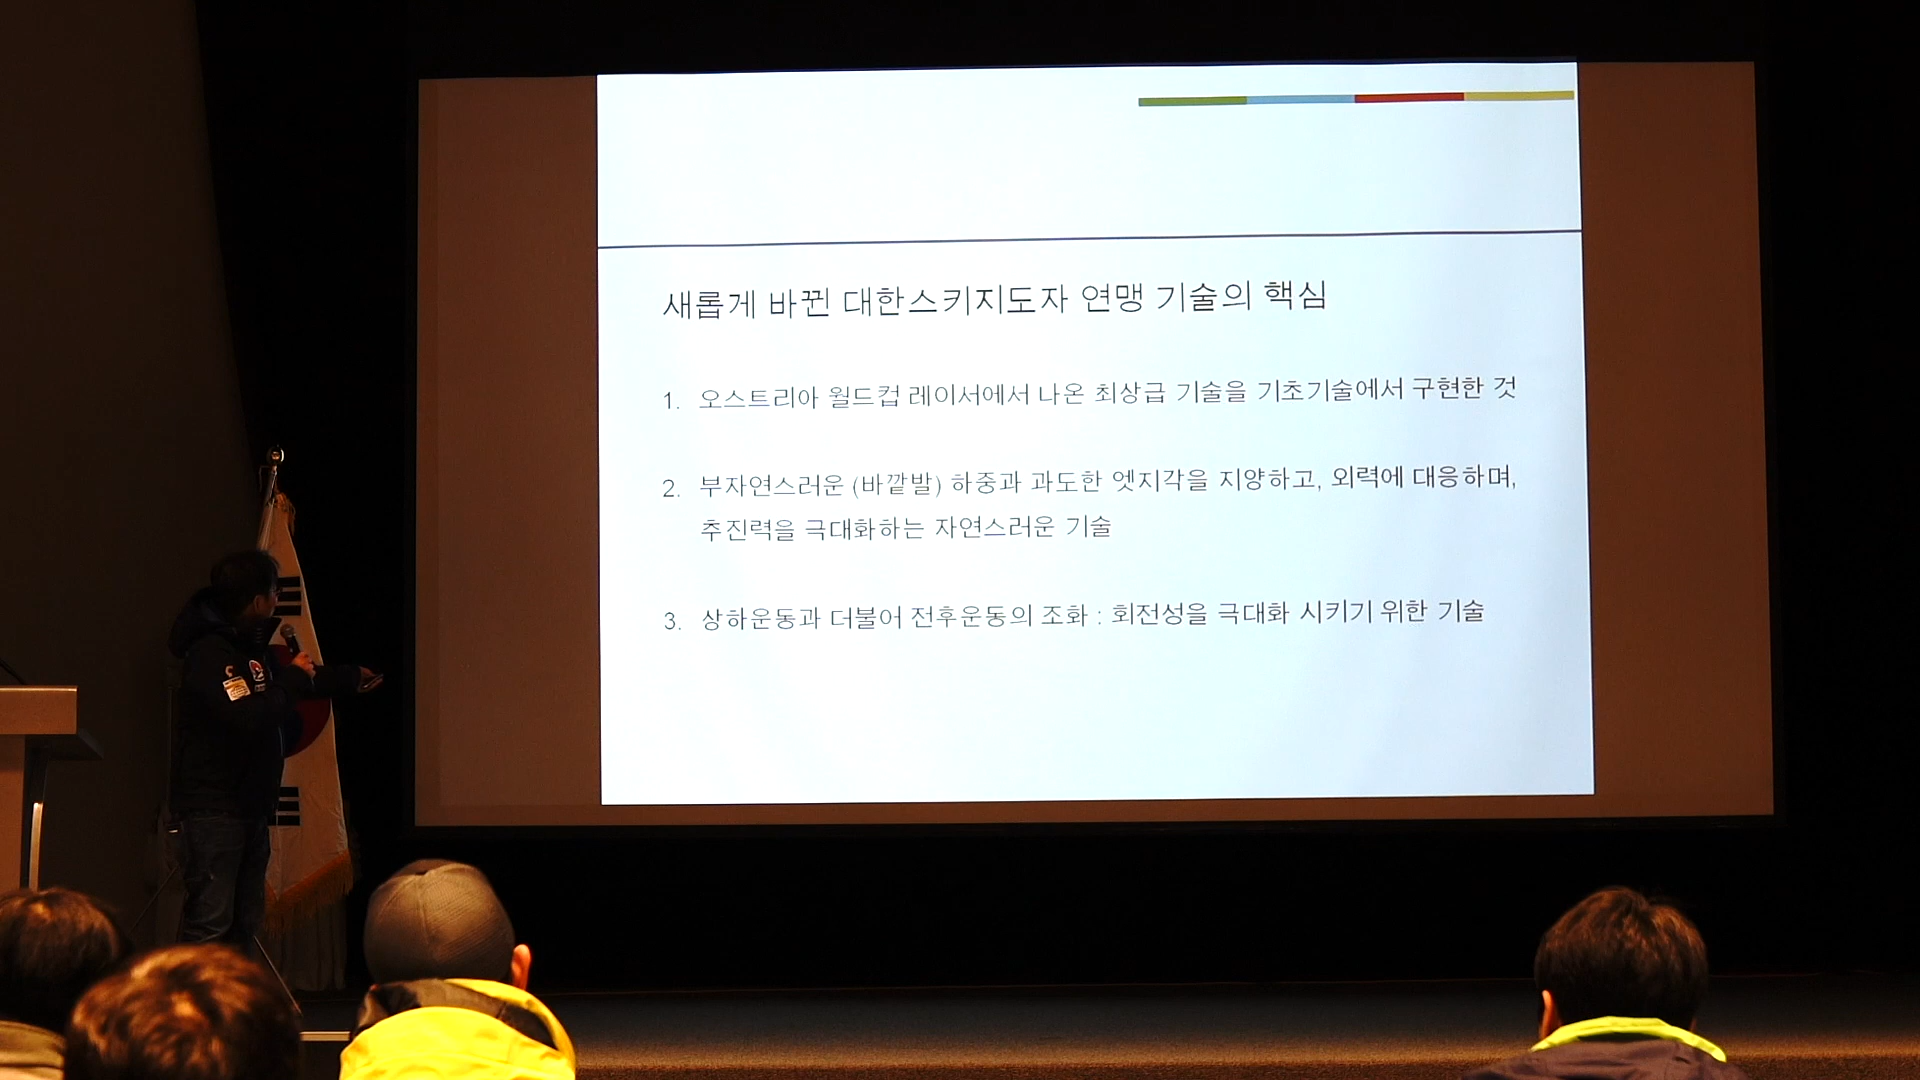 새롭게 바뀐 대한스키지도자 연맹 기술의 핵심
1. 오스트리아 월드컵 레이서에서 나온 최상급 기술을 기초기술에서 구현한 것
2. 부자연스러운 (바깥발) 하중과 과도한 엣지각을 지양하고, 외력에 대응하며,
추진력을 극대화하는 자연스러운 기술
3. 상하운동과 더불어 전후운동의 조화 : 회전성을 극대화 시키기 위한 기술